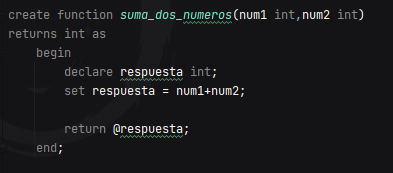 create function suma_dos_numeros(num1 int,num2 int)
returns int as
    begin
        declare respuesta int;
        set respuesta = num1+num2;

        return @respuesta;
    end;